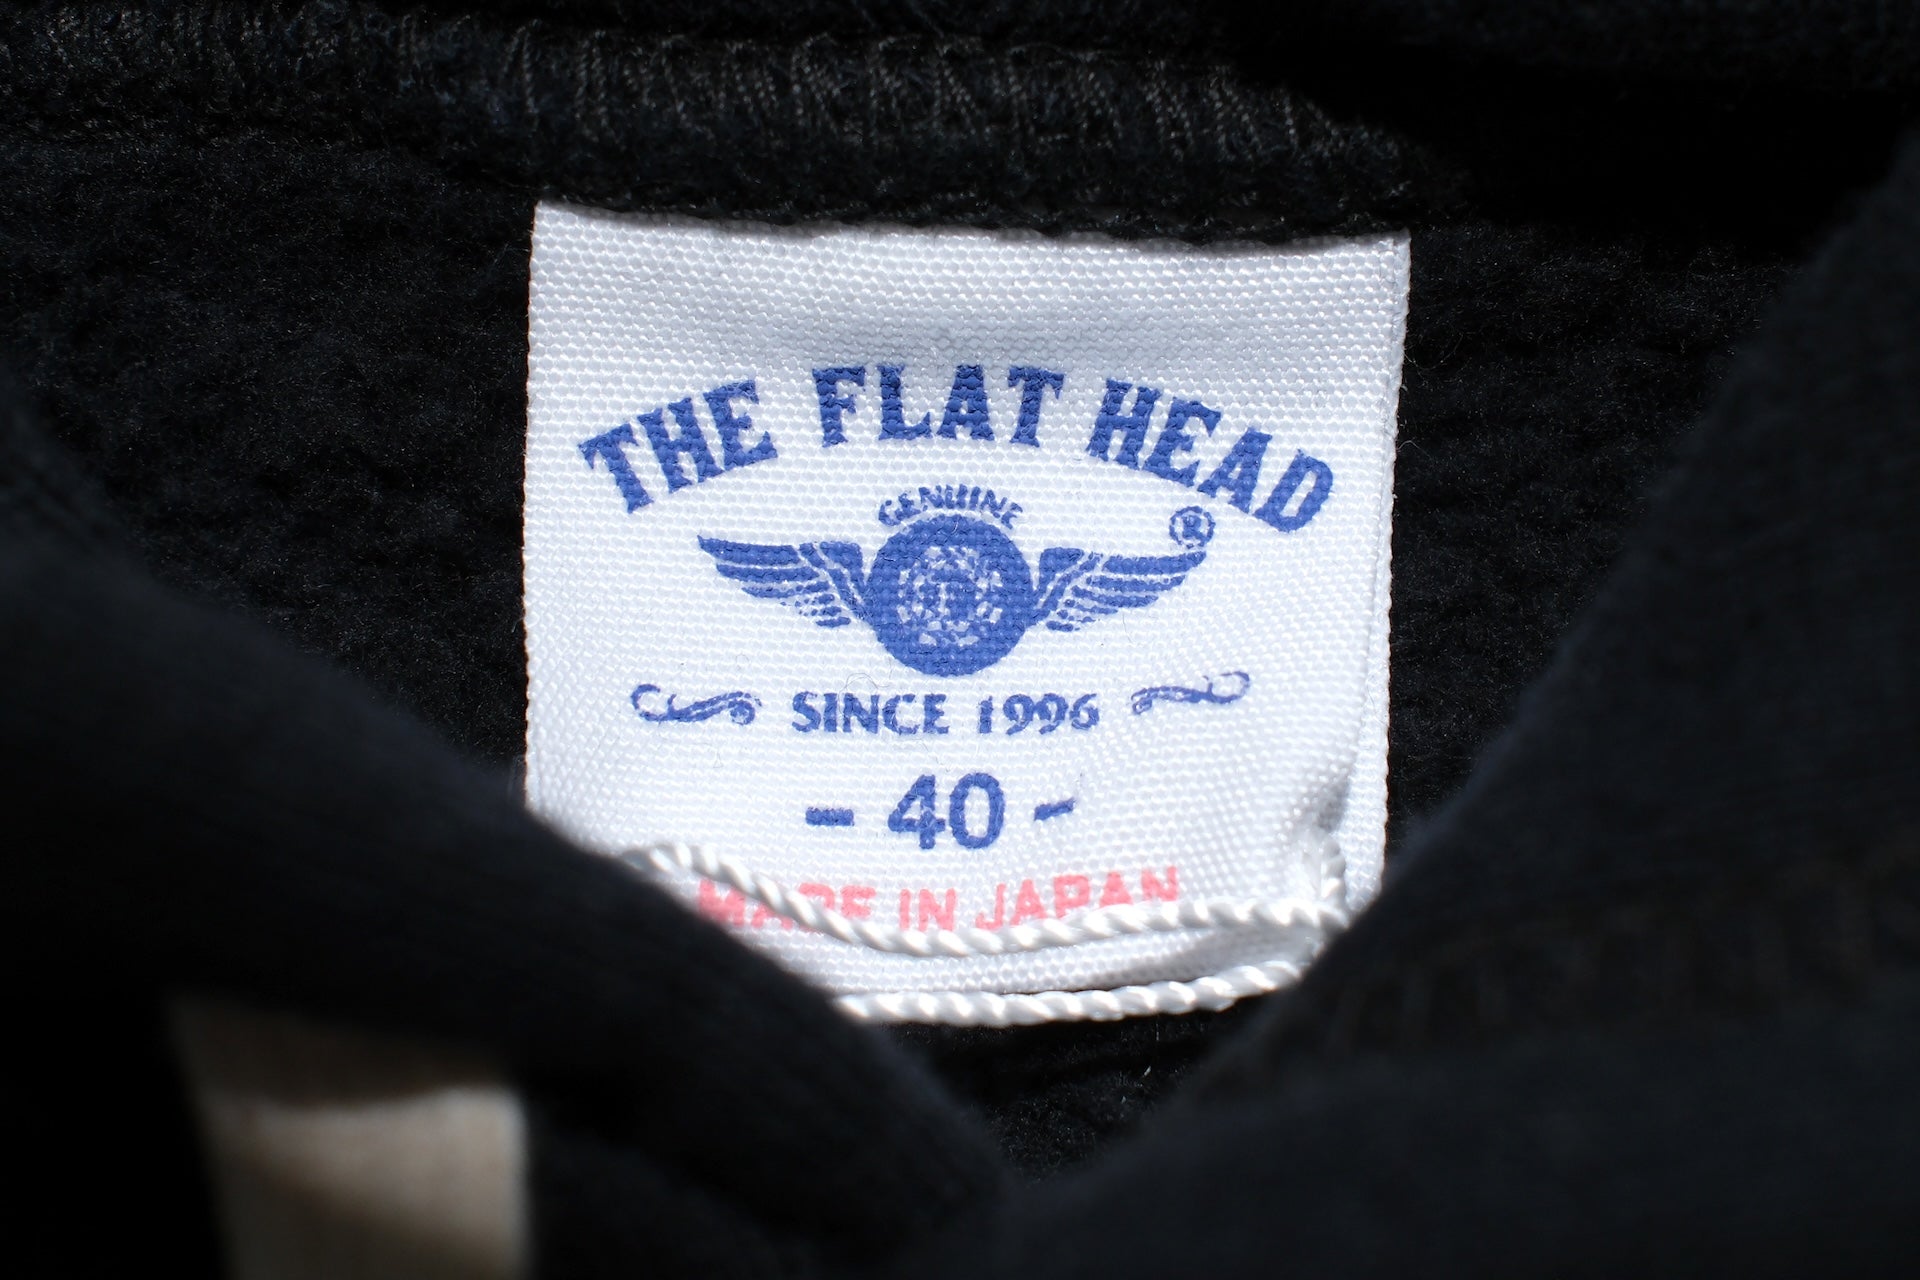 THE FLAT HEAD
GENUINE
®
SINCE 1996
- 40 -
MADE IN JAPAN